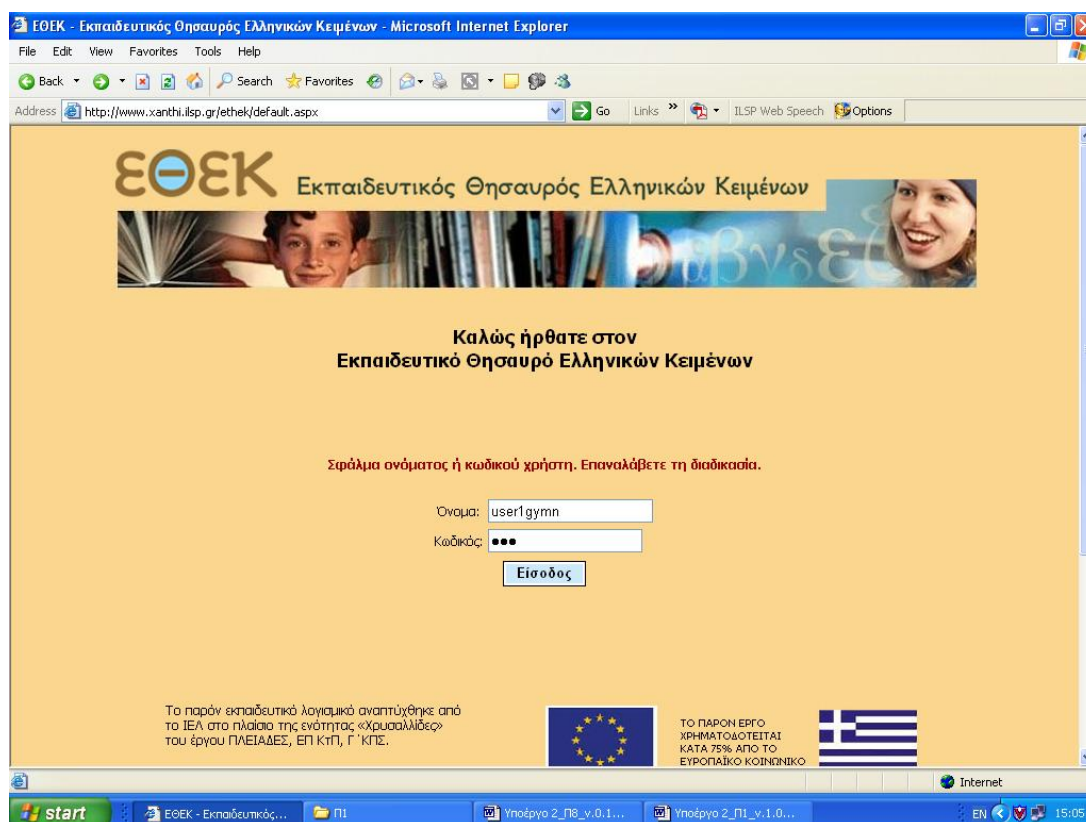 ΕΘΕΚ - Εκπαιδευτικός Θησαυρός Ελληνικών Κειμένων - Microsoft Internet Explorer
File Edit View Favorites Tools Help
Back Search Favorites
Address http://www.xanthi.ilsp.gr/ethek/default.aspx Go Links » ILSP Web Speech Options
εθεκ Εκπαιδευτικός Θησαυρός Ελληνικών Κειμένων
αβγδεζ
Καλώς ήρθατε στον
Εκπαιδευτικό Θησαυρό Ελληνικών Κειμένων
Σφάλμα ονόματος ή κωδικού χρήστη. Επαναλάβετε τη διαδικασία.
Όνομα: user1gymn
Κωδικός: ●●●
Είσοδος
Το παρόν εκπαιδευτικό λογισμικό αναπτύχθηκε από
το ΙΕΛ στο πλαίσιο της ενότητας «Χρυσαλλίδες»
του έργου ΠΛΕΙΑΔΕΣ, ΕΠ ΚτΠ, Γ΄ΚΠΣ.
ΤΟ ΠΑΡΟΝ ΕΡΓΟ
ΧΡΗΜΑΤΟΔΟΤΕΙΤΑΙ
ΚΑΤΑ 75% ΑΠΟ ΤΟ
ΕΥΡΩΠΑΪΚΟ ΚΟΙΝΩΝΙΚΟ
Internet
start ΕΘΕΚ - Εκπαιδευτικός... Π1 Υποέργο 2_Π8_v.0.1... Υποέργο 2_Π1_v.1.0... EN 15:05